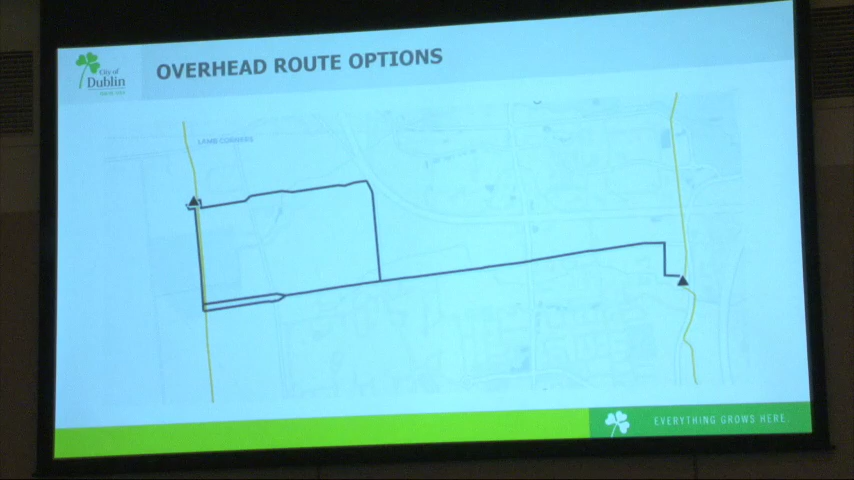 City of
Dublin
OVERHEAD ROUTE OPTIONS
LAMB CORNERS
EVERYTHING GROWS HERE